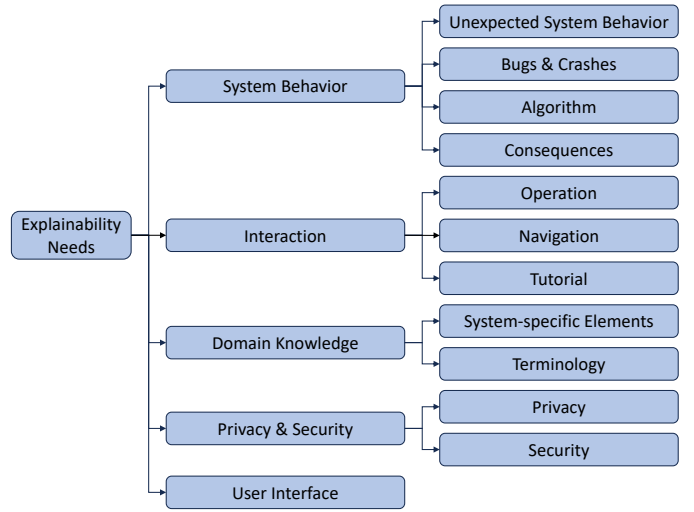 Explainability
Needs
System Behavior
Unexpected System Behavior
Bugs & Crashes
Algorithm
Consequences
Interaction
Operation
Navigation
Tutorial
Domain Knowledge
System-specific Elements
Terminology
Privacy & Security
Privacy
Security
User Interface